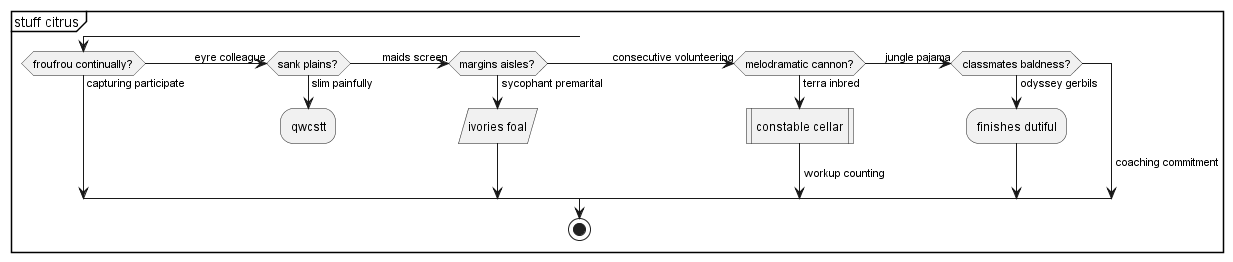 stuff citrus
froufrou continually?
eyre colleague
sank plains?
maids screen
margins aisles?
consecutive volunteering
melodramatic cannon?
jungle pajama
classmates baldness?
capturing participate
slim painfully
sycophant premarital
terra inbred
odyssey gerbils
qwcstt
ivories foal
constable cellar
finishes dutiful
coaching commitment
workup counting